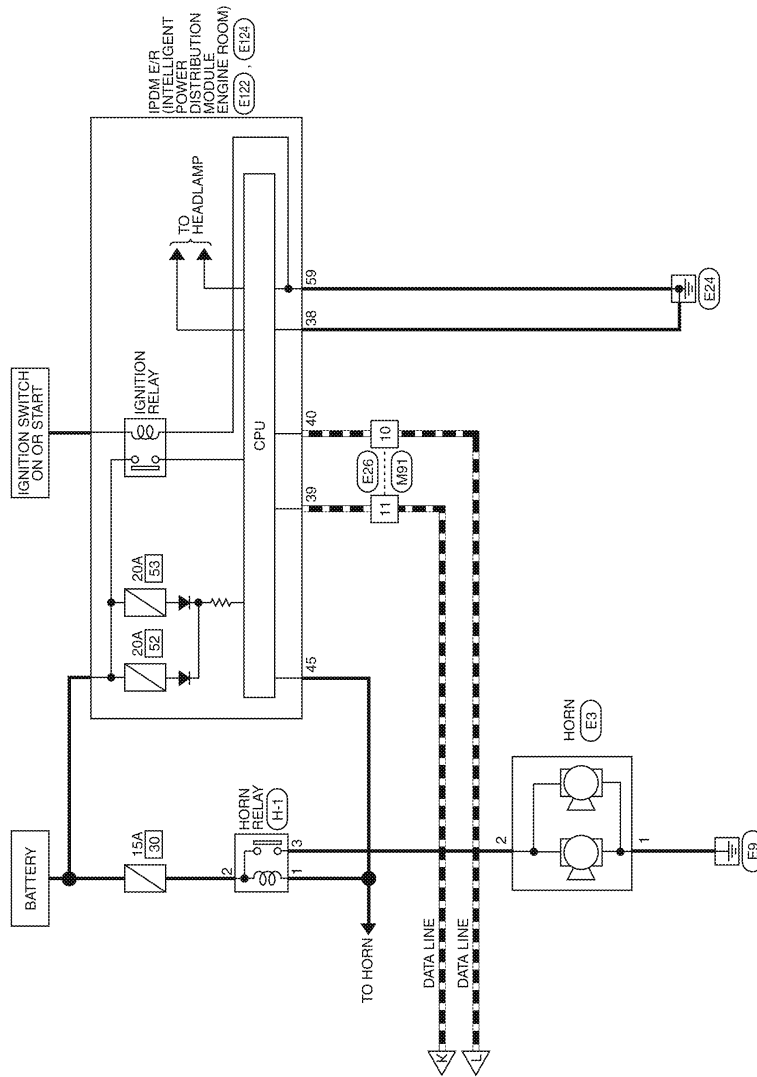 BATTERY
IGNITION SWITCH
ON OR START
IPDM E/R
(INTELLIGENT
POWER
DISTRIBUTION
MODULE
ENGINE ROOM)
E122 , E124
15A
30
20A
52
20A
53
IGNITION
RELAY
TO
HEADLAMP
CPU
HORN
RELAY
H-1
2
1
3
45
39
40
38
59
TO HORN
11
10
E26
M91
E24
DATA LINE
DATA LINE
K
L
HORN
E3
2
1
E9